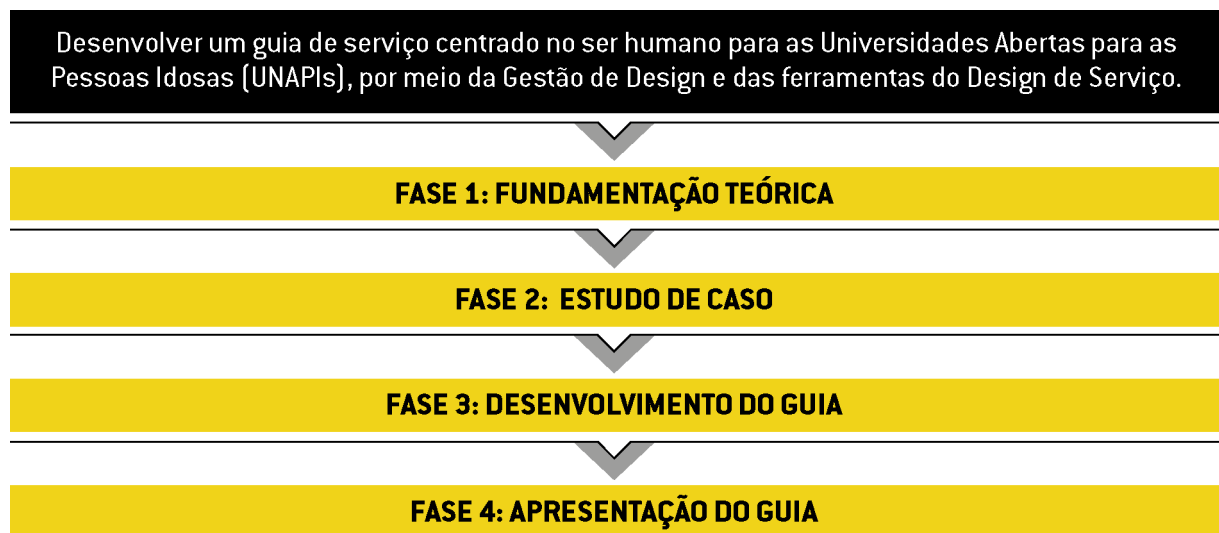 Desenvolver um guia de serviço centrado no ser humano para as Universidades Abertas para as
Pessoas Idosas (UNAPIs), por meio da Gestão de Design e das ferramentas do Design de Serviço.
FASE 1: FUNDAMENTAÇÃO TEÓRICA
FASE 2: ESTUDO DE CASO
FASE 3: DESENVOLVIMENTO DO GUIA
FASE 4: APRESENTAÇÃO DO GUIA